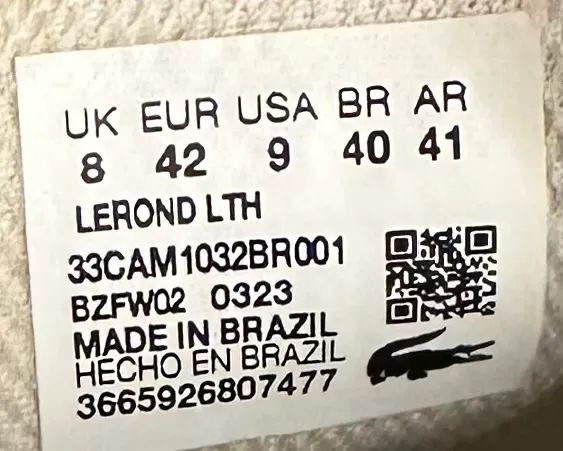 UK EUR USA BR AR
8 42 9 40 41
LEROND LTH
33CAM1032BR001
BZFW02 0323
MADE IN BRAZIL
HECHO EN BRAZIL
3665926807477